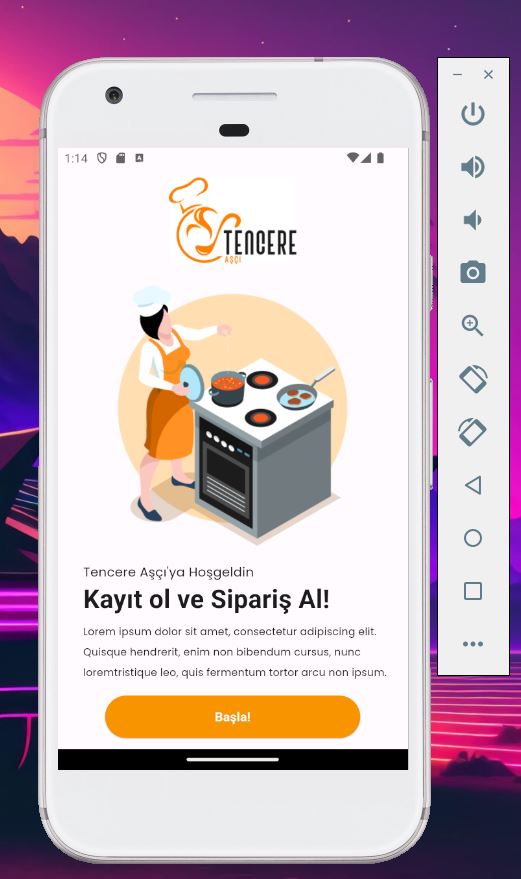 1:14
TENCERE
AŞÇI
Tencere Aşçı'ya Hoşgeldin
Kayıt ol ve Sipariş Al!
Lorem ipsum dolor sit amet, consectetur adipiscing elit.
Quisque hendrerit, enim non bibendum cursus, nunc
loremtristique leo, quis fermentum tortor arcu non ipsum.
Başla!